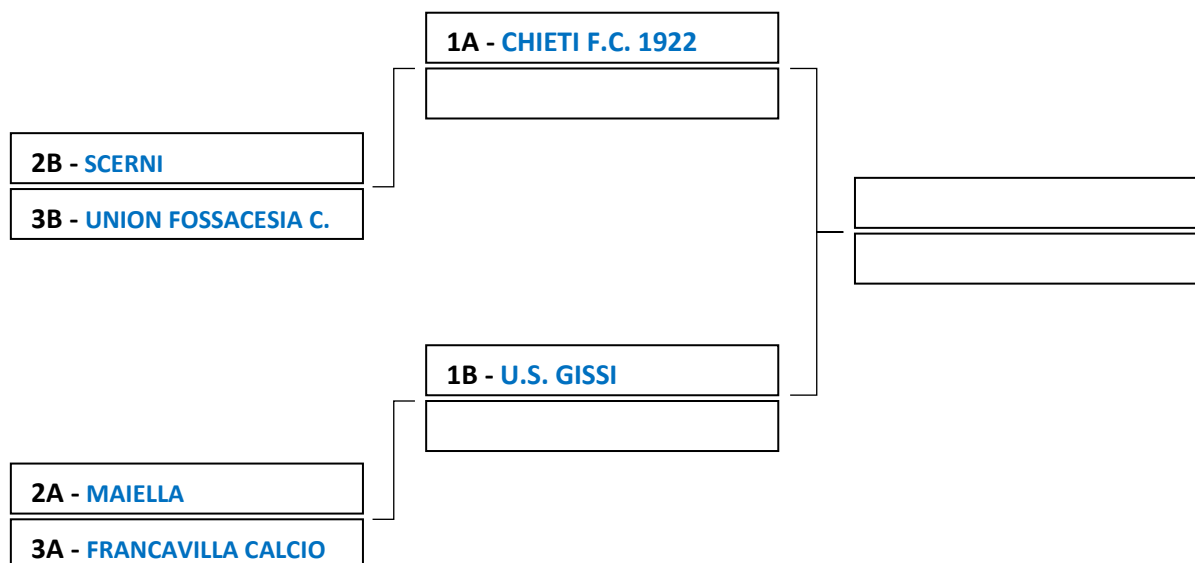 1A - CHIETI F.C. 1922
2B - SCERNI
3B - UNION FOSSACESIA C.
1B - U.S. GISSI
2A - MAIELLA
3A - FRANCAVILLA CALCIO